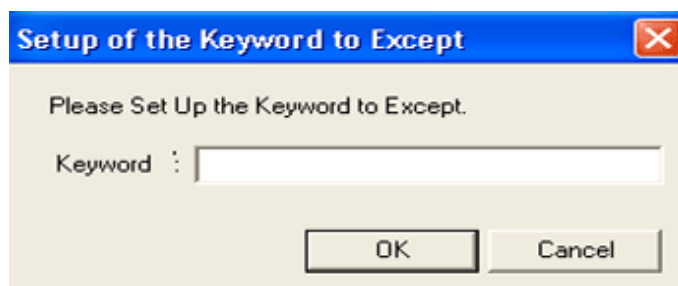 Setup of the Keyword to Except
Please Set Up the Keyword to Except.
Keyword :
OK Cancel